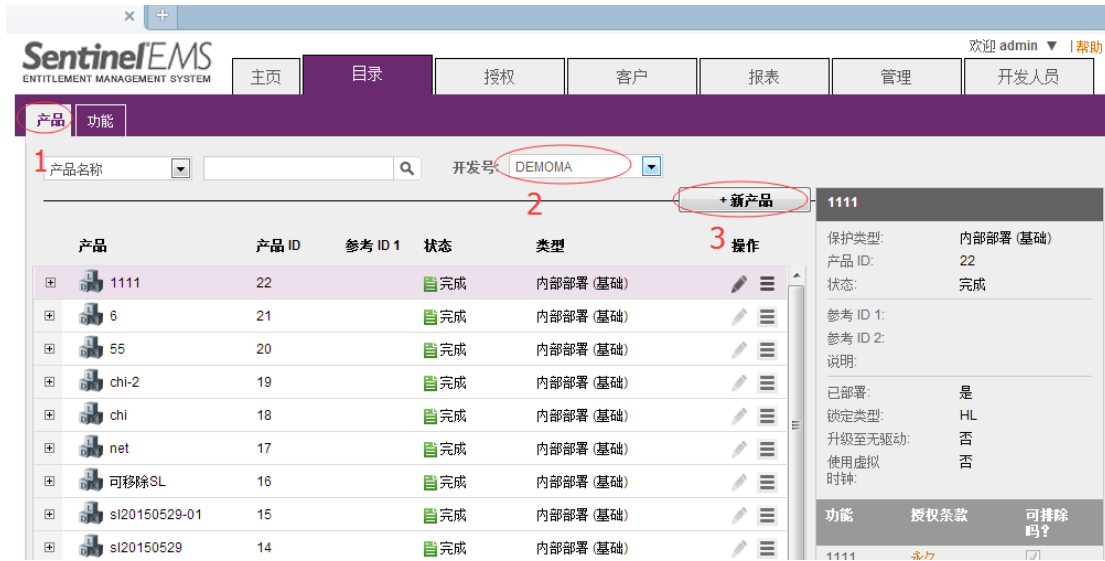 欢迎 admin ▼ | 帮助
Sentinel EMS
ENTITLEMENT MANAGEMENT SYSTEM
主页 目录 授权 客户 报表 管理 开发人员
产品 功能
1
产品名称
开发号: DEMOMA
2
+ 新产品
3
产品 产品 ID 参考 ID 1 状态 类型 操作
1111 22 完成 内部部署 (基础)
6 21 完成 内部部署 (基础)
55 20 完成 内部部署 (基础)
chi-2 19 完成 内部部署 (基础)
chi 18 完成 内部部署 (基础)
net 17 完成 内部部署 (基础)
可移除SL 16 完成 内部部署 (基础)
sl20150529-01 15 完成 内部部署 (基础)
sl20150529 14 完成 内部部署 (基础)
1111
保护类型: 内部部署 (基础)
产品 ID: 22
状态: 完成
参考 ID 1:
参考 ID 2:
说明:
已部署: 是
锁定类型: HL
升级至无驱动: 否
使用虚拟 否
时钟:
功能 授权条款 可排除
吗?
1111 永久